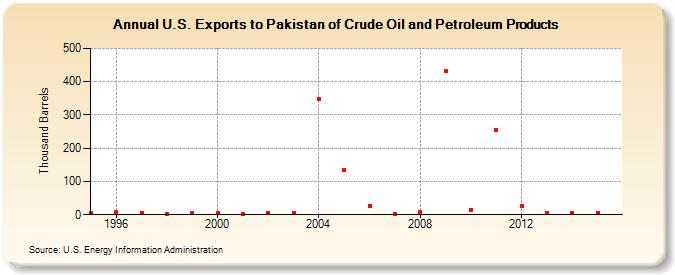 Annual U.S. Exports to Pakistan of Crude Oil and Petroleum Products
Thousand Barrels
500
400
300
200
100
0
1996 2000 2004 2008 2012
Source: U.S. Energy Information Administration